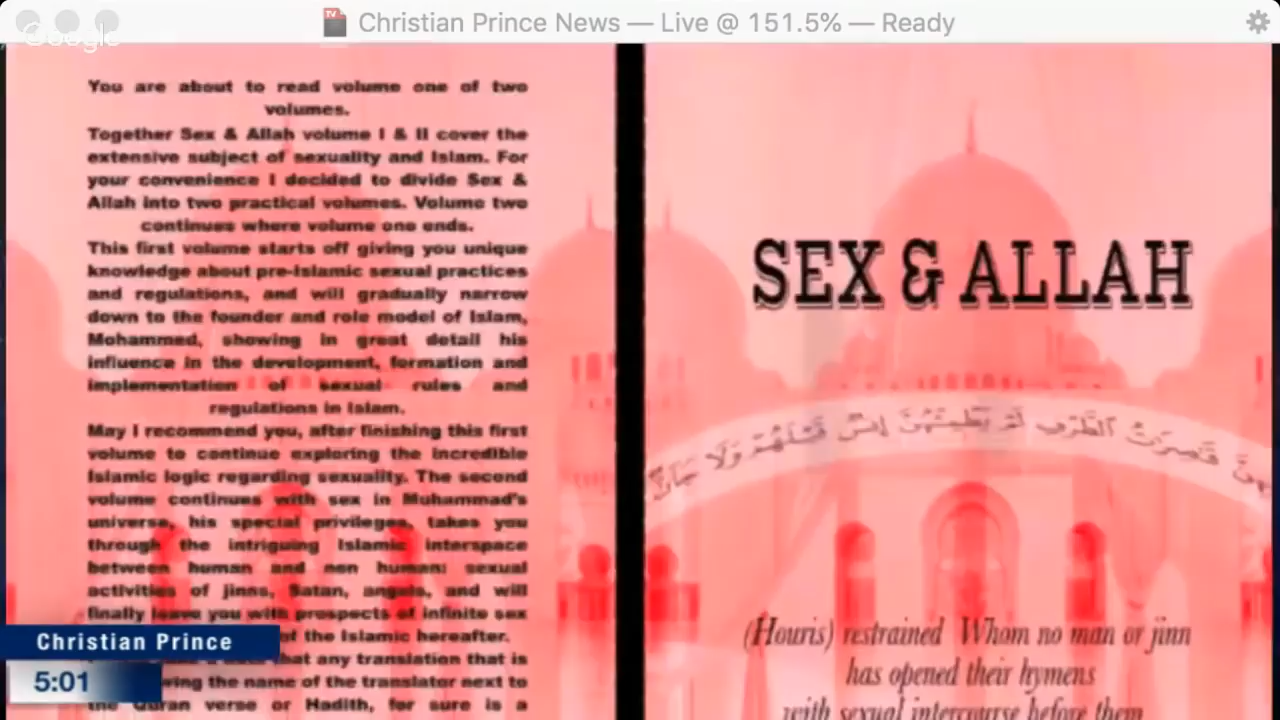 Christian Prince News — Live @ 151.5% — Ready
Google
You are about to read volume one of two
volumes.
Together Sex & Allah volume I & II cover the
extensive subject of sexuality and Islam. For
your convenience I decided to divide Sex &
Allah into two practical volumes. Volume two
continues where volume one ends.
This first volume starts off giving you unique
knowledge about pre-Islamic sexual practices
and regulations, and will gradually narrow
down to the founder and role model of Islam,
Mohammed, showing in great detail his
influence in the development, formation and
implementation of sexual rules and
regulations in Islam.
May I recommend you, after finishing this first
volume to continue exploring the incredible
Islamic logic regarding sexuality. The second
volume continues with sex in Muhammad's
universe, his special privileges, takes you
through the intriguing Islamic interspace
between human and non human: sexual
activities of jinns, Satan, angels, and will
finally leave you with prospects of infinite sex
of the Islamic hereafter.
that any translation that is
the name of the translator next to
the Quran verse or Hadith, for sure is a
Christian Prince
5:01
SEX & ALLAH
قَصِرَتُ الطَّرْفِ لَمْ يَطْمِثْهُنَّ إِنسٌ قَبْلَهُمْ وَلَا جَانٌّ
(Houris) restrained Whom no man or jinn
has opened their hymens
with sexual intercourse before them